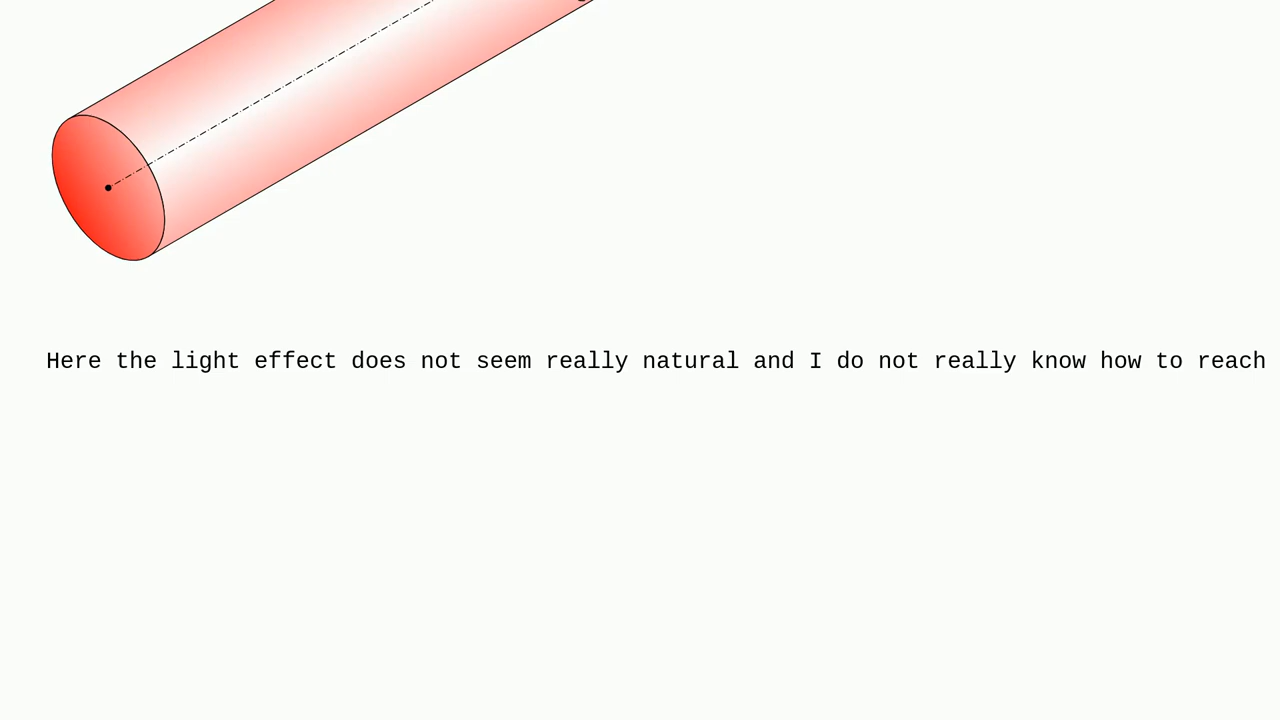 Here the light effect does not seem really natural and I do not really know how to reach